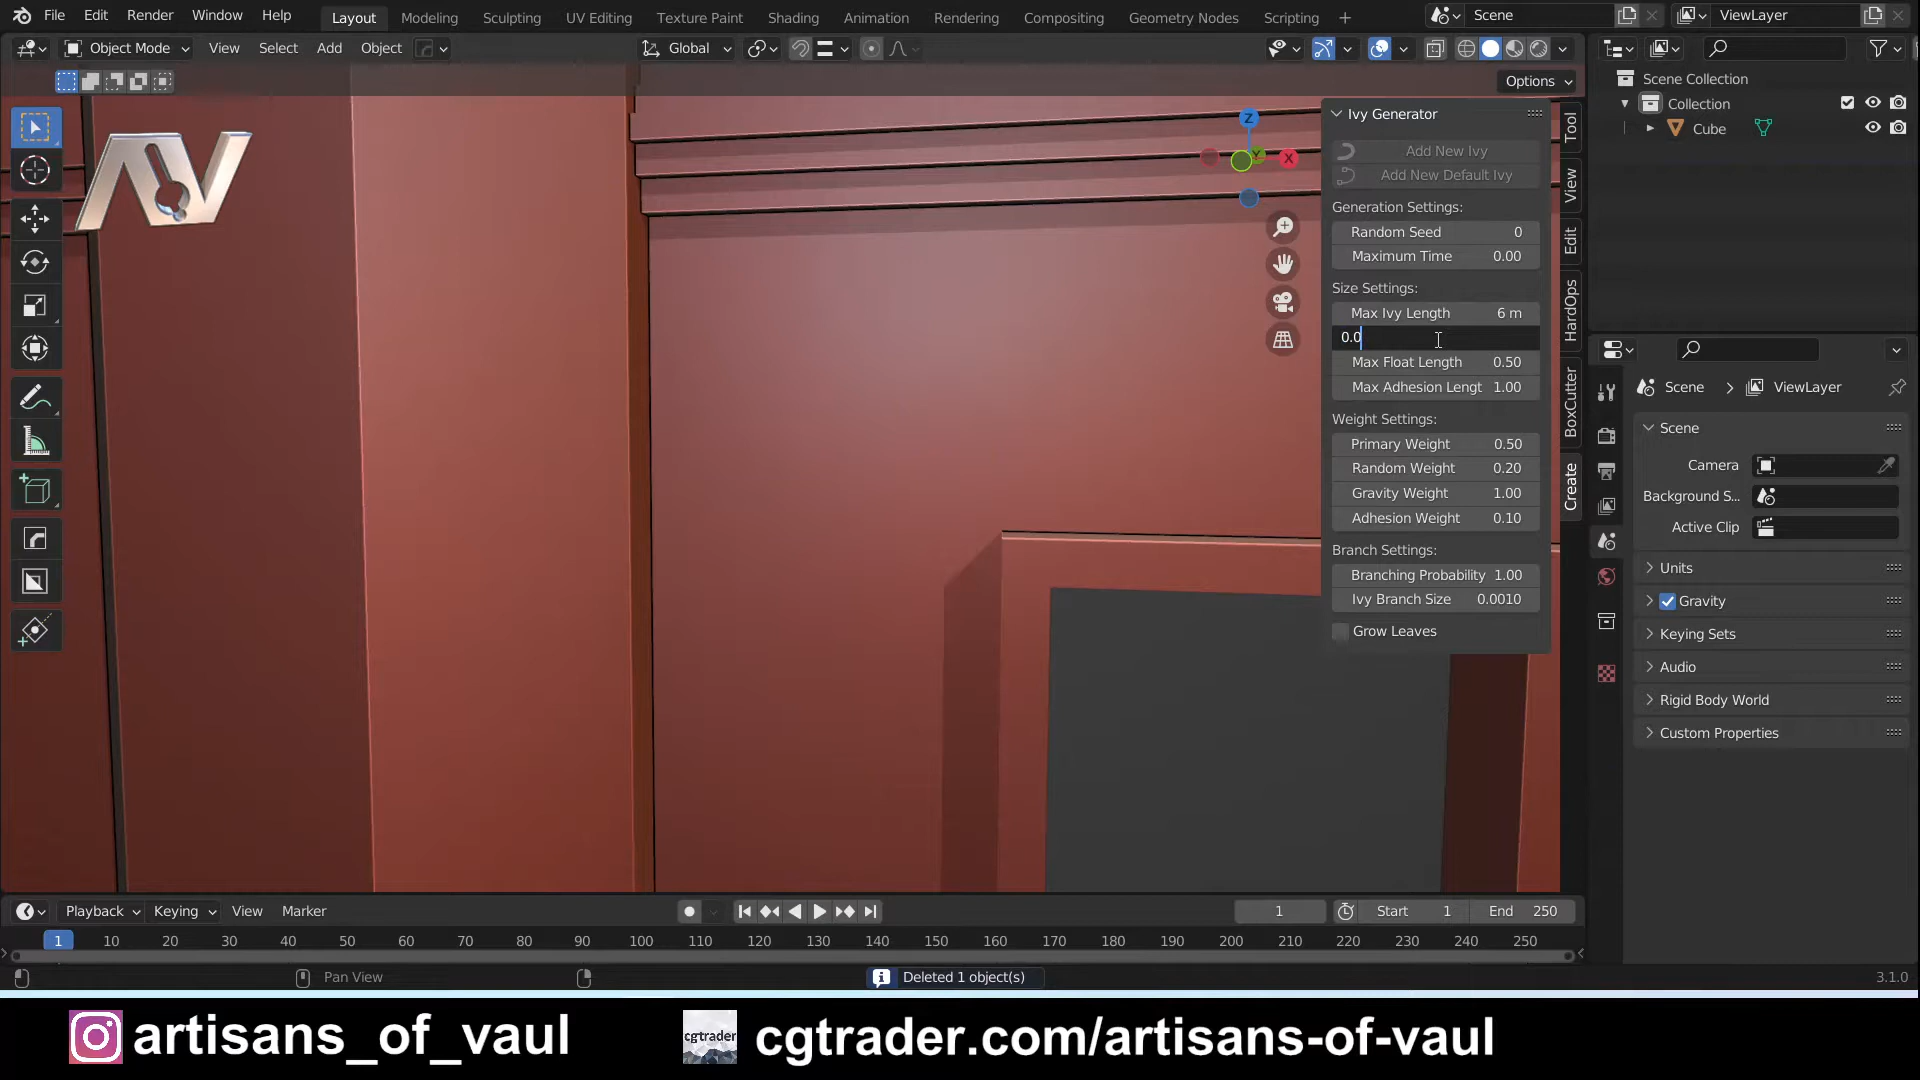 File Edit Render Window Help Layout Modeling Sculpting UV Editing Texture Paint Shading Animation Rendering Compositing Geometry Nodes Scripting + Scene ViewLayer
Object Mode View Select Add Object Global
Options
Scene Collection
Collection
Cube
Ivy Generator
Add New Ivy
Add New Default Ivy
Generation Settings:
Random Seed 0
Maximum Time 0.00
Size Settings:
Max Ivy Length 6 m
0.0
Max Float Length 0.50
Max Adhesion Lengt 1.00
Weight Settings:
Primary Weight 0.50
Random Weight 0.20
Gravity Weight 1.00
Adhesion Weight 0.10
Branch Settings:
Branching Probability 1.00
Ivy Branch Size 0.0010
Grow Leaves
Tool
View
Edit
HardOps
BoxCutter
Create
Z
Y
X
AV
Scene ViewLayer
Scene
Camera
Background S...
Active Clip
Units
Gravity
Keying Sets
Audio
Rigid Body World
Custom Properties
Playback Keying View Marker 1 Start 1 End 250
1 10 20 30 40 50 60 70 80 90 100 110 120 130 140 150 160 170 180 190 200 210 220 230 240 250
Pan View Deleted 1 object(s) 3.1.0
artisans_of_vaul cgtrader cgtrader.com/artisans-of-vaul